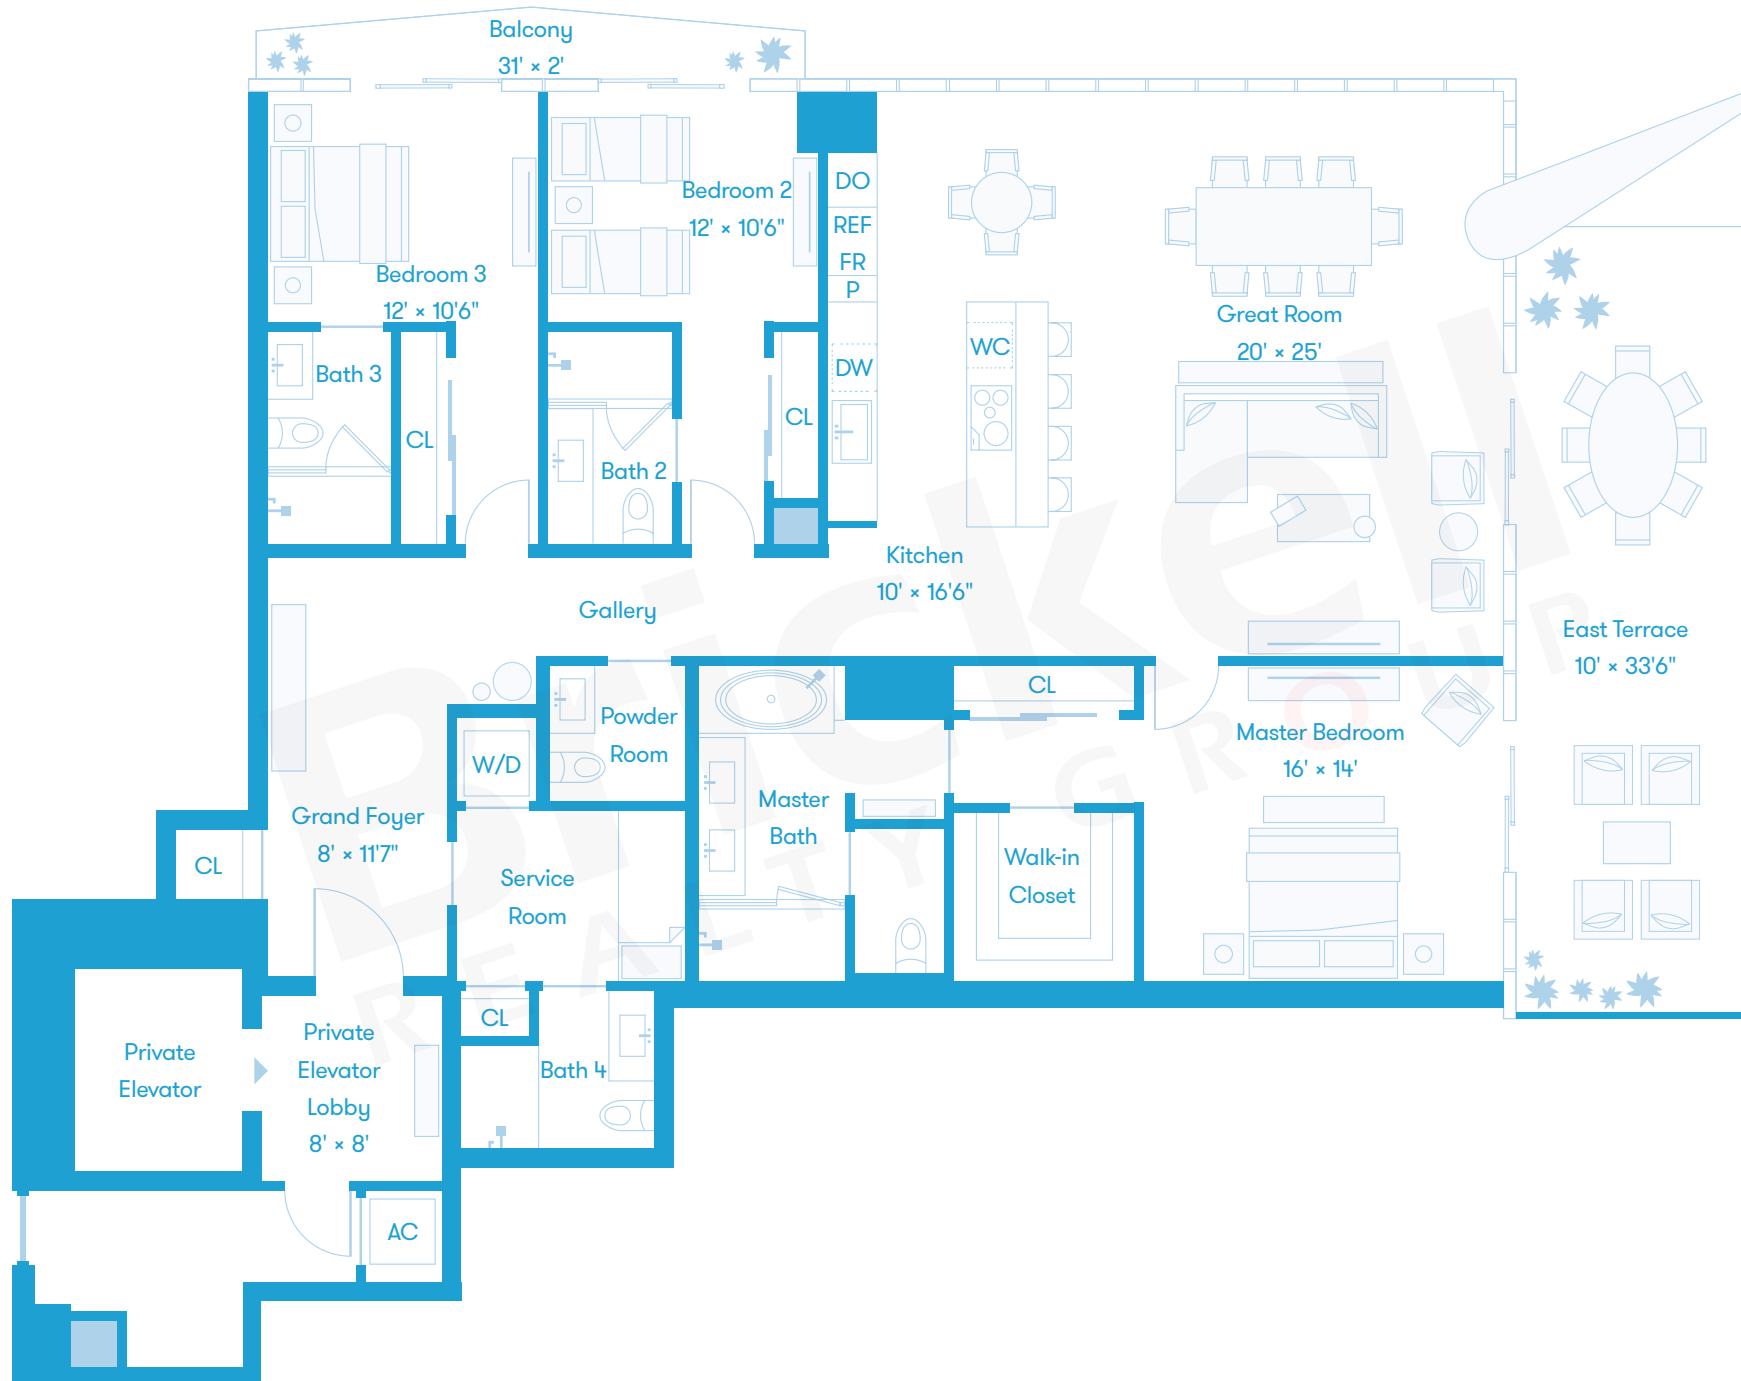 Balcony
31' × 2'
Bedroom 2
12' × 10'6"
Bedroom 3
12' × 10'6"
DO
REF
FR
P
DW
WC
Great Room
20' × 25'
Bath 3
CL
Bath 2
CL
Kitchen
10' × 16'6"
Gallery
East Terrace
10' × 33'6"
CL
Powder
Room
W/D
Master Bedroom
16' × 14'
Master
Bath
Grand Foyer
8' × 11'7"
CL
Walk-in
Closet
Service
Room
CL
Private
Elevator
Private
Elevator
Lobby
8' × 8'
Bath 4
AC
Brickell
REALTY GROUP